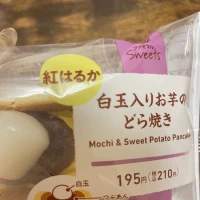 Sweets
紅はるか
白玉入りお芋の
どら焼き
Mochi & Sweet Potato Pancake
195円
210円
白玉